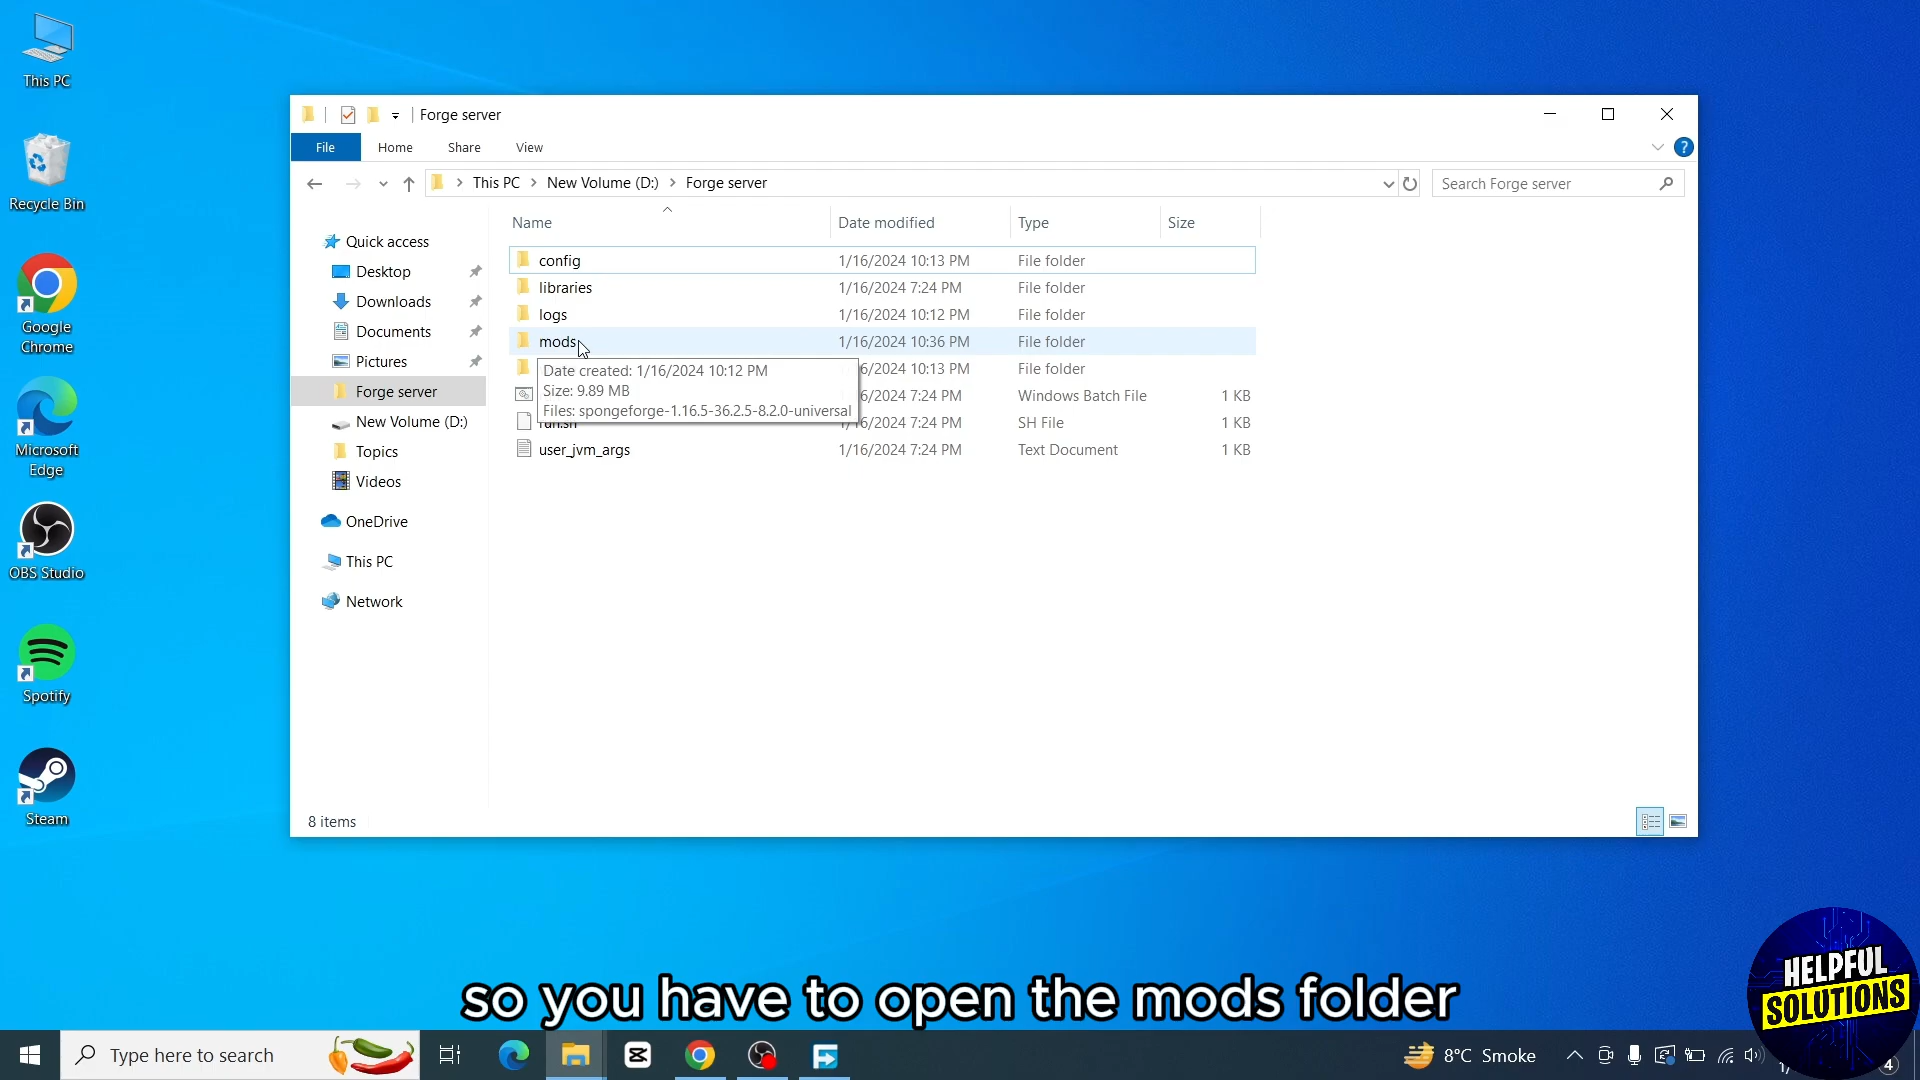 This PC
Recycle Bin
Google
Chrome
Microsoft
Edge
OBS Studio
Spotify
Steam
Forge server
File
Home
Share
View
This PC
New Volume (D:)
Forge server
Search Forge server
Name
Date modified
Type
Size
Quick access
Desktop
Downloads
Documents
Pictures
Forge server
New Volume (D:)
Topics
Videos
OneDrive
This PC
Network
config 1/16/2024 10:13 PM File folder
libraries 1/16/2024 7:24 PM File folder
logs 1/16/2024 10:12 PM File folder
mods 1/16/2024 10:36 PM File folder
10:13 PM File folder
7:24 PM Windows Batch File 1 KB
run.sh 7:24 PM SH File 1 KB
user_jvm_args 1/16/2024 7:24 PM Text Document 1 KB
Date created: 1/16/2024 10:12 PM
Size: 9.89 MB
Files: spongeforge-1.16.5-36.2.5-8.2.0-universal
8 items
so you have to open the mods folder
HELPFUL
SOLUTIONS
Type here to search
8°C Smoke
4